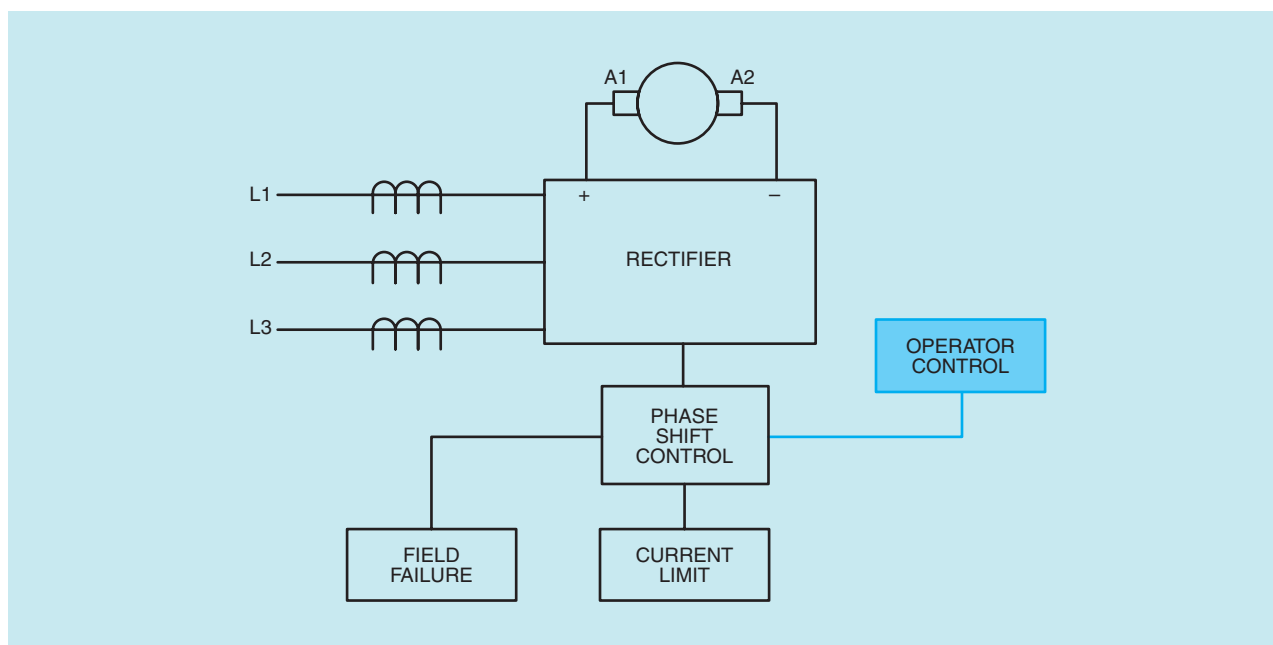 A1
A2
L1
+
–
L2
RECTIFIER
L3
OPERATOR
CONTROL
PHASE
SHIFT
CONTROL
FIELD
FAILURE
CURRENT
LIMIT